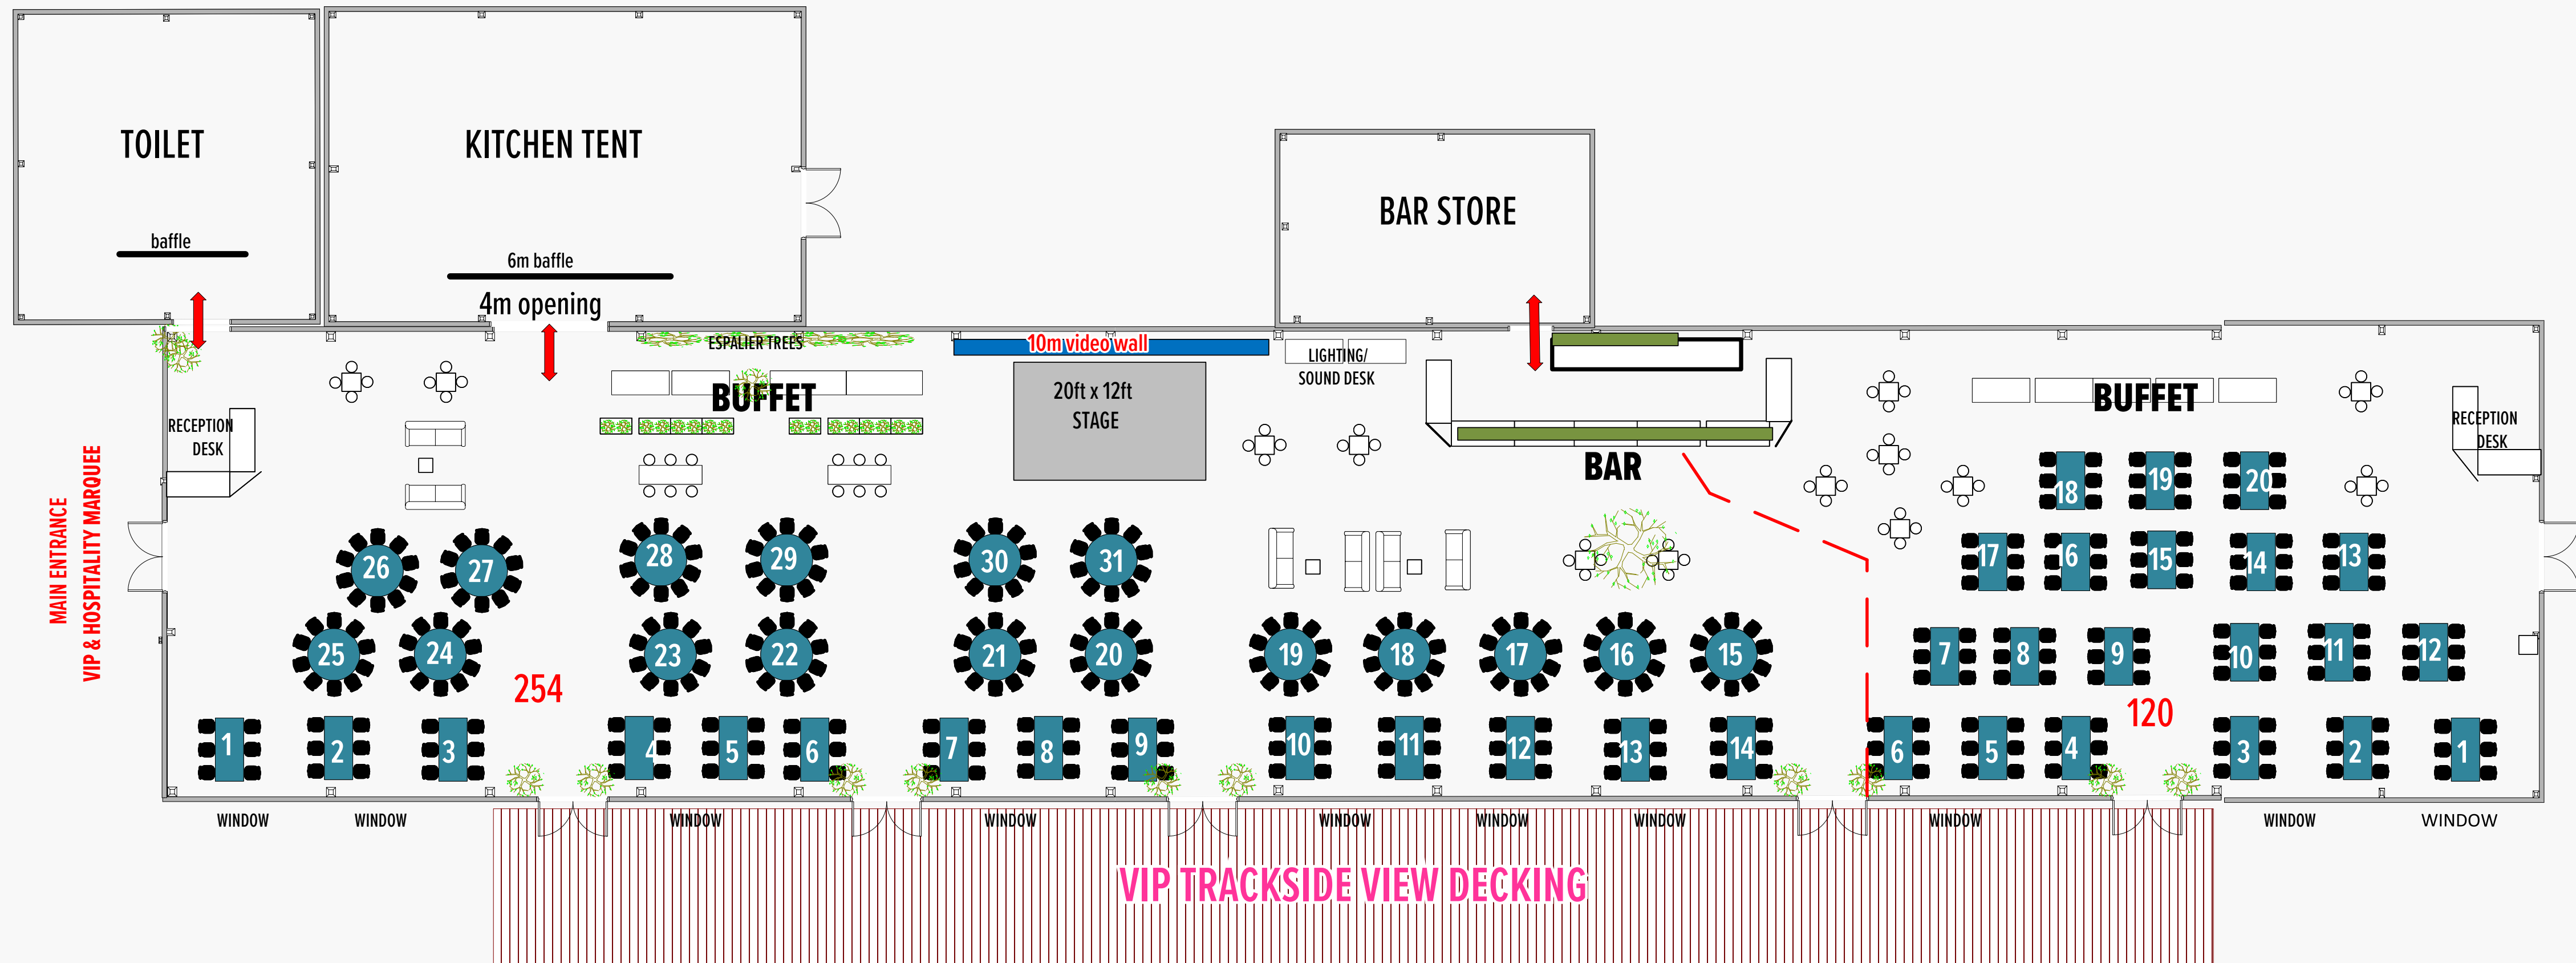 TOILET
KITCHEN TENT
BAR STORE
baffle
6m baffle
4m opening
ESPALIER TREES
10m video wall
LIGHTING/
SOUND DESK
BUFFET
20ft x 12ft
STAGE
BUFFET
RECEPTION
DESK
RECEPTION
DESK
BAR
MAIN ENTRANCE
VIP & HOSPITALITY MARQUEE
18 19 20
26 27 28 29 30 31 17 16 15 14 13
25 24 23 22 21 20 19 18 17 16 15 7 8 9 10 11 12
254
120
1 2 3 4 5 6 7 8 9 10 11 12 13 14 6 5 4 3 2 1
WINDOW WINDOW WINDOW WINDOW WINDOW WINDOW WINDOW WINDOW WINDOW WINDOW
VIP TRACKSIDE VIEW DECKING